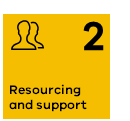 2
Resourcing
and support